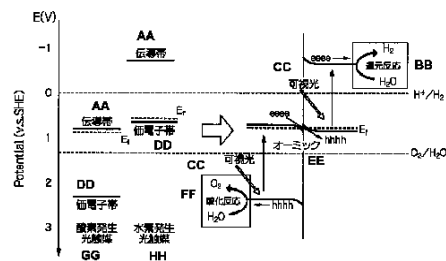 E(V)
AA
伝導帯
-1
0
1
2
3
Potential (v.s.SHE)
AA
伝導帯
Ef
DD
価電子帯
Ef
価電子帯
DD
酸素発生
光触媒
GG
水素発生
光触媒
HH
CC
可視光
eeee
H2
還元反応
H2O
BB
H+/H2
eeee
Ef
オーミック
hhhh
EE
O2/H2O
CC
可視光
FF
O2
酸化反応
H2O
hhhh